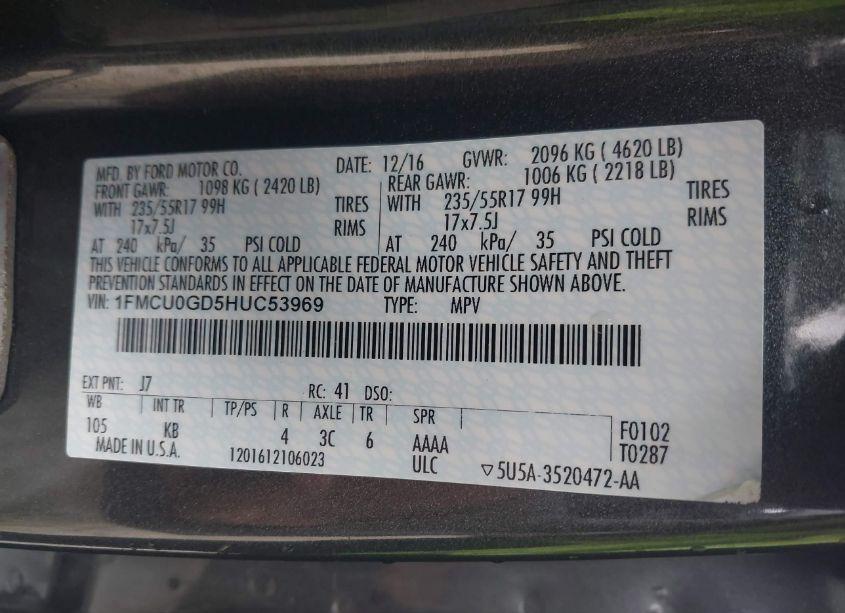 MFD. BY FORD MOTOR CO. DATE: 12/16 GVWR: 2096 KG ( 4620 LB)
FRONT GAWR: 1098 KG ( 2420 LB) REAR GAWR: 1006 KG ( 2218 LB)
WITH 235/55R17 99H TIRES WITH 235/55R17 99H TIRES
17x7.5J RIMS 17x7.5J RIMS
AT 240 kPa/ 35 PSI COLD AT 240 kPa/ 35 PSI COLD
THIS VEHICLE CONFORMS TO ALL APPLICABLE FEDERAL MOTOR VEHICLE SAFETY AND THEFT
PREVENTION STANDARDS IN EFFECT ON THE DATE OF MANUFACTURE SHOWN ABOVE.
VIN: 1FMCU0GD5HUC53969 TYPE: MPV
EXT PNT: J7 RC: 41 DSO:
WB INT TR TP/PS R AXLE TR SPR
105 KB 4 3C 6 AAAA F0102
MADE IN U.S.A. 1201612106023 ULC T0287
▽5U5A-3520472-AA